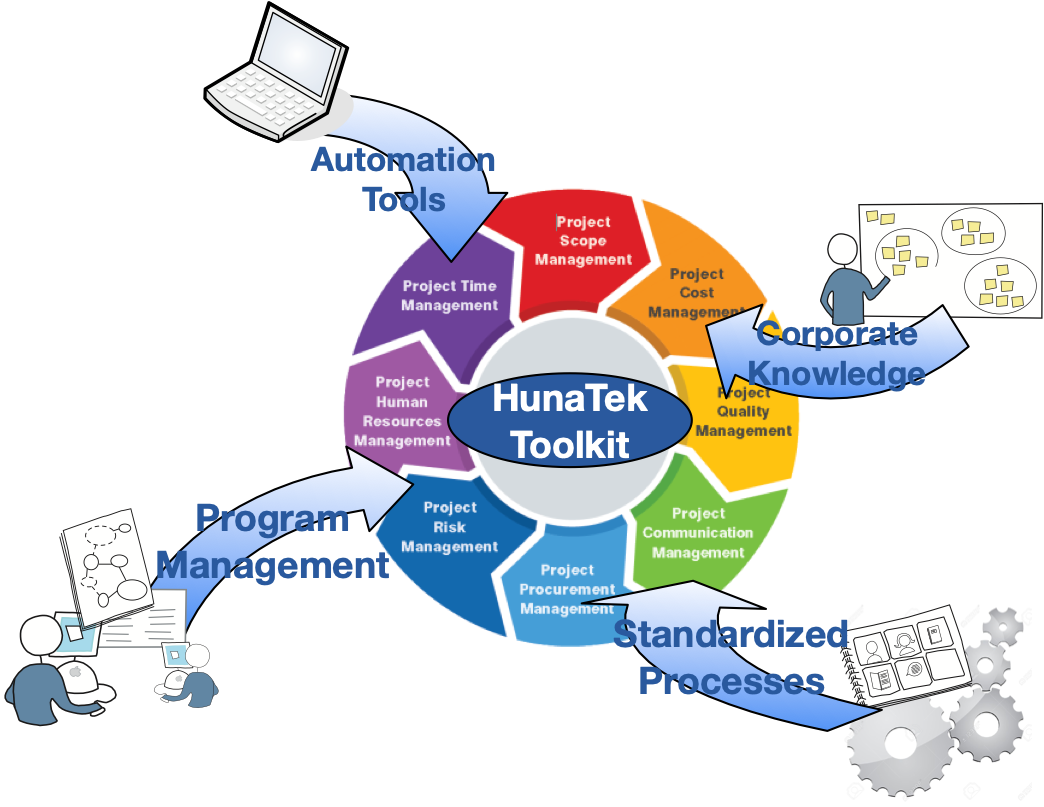 Automation
Tools
Project
Scope
Management
Project
Cost
Management
Project Time
Management
Corporate
Knowledge
Project
Human
Resources
Management
HunaTek
Toolkit
Project
Quality
Management
Program
Management
Project
Risk
Management
Project
Communication
Management
Project
Procurement
Management
Standardized
Processes